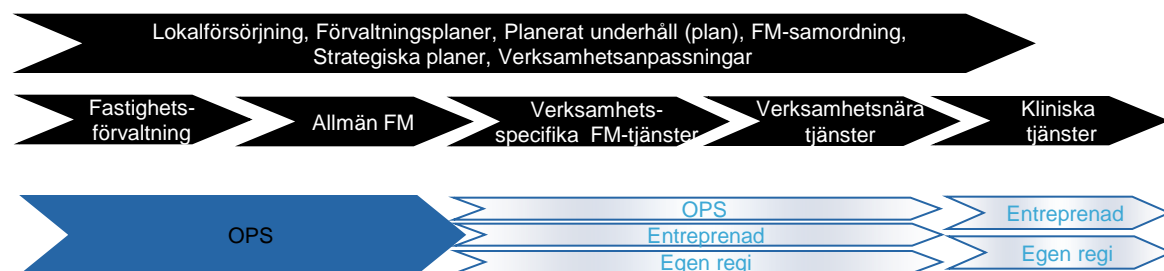 Lokalförsörjning, Förvaltningsplaner, Planerat underhåll (plan), FM-samordning,
Strategiska planer, Verksamhetsanpassningar
Fastighets-
förvaltning
Allmän FM
Verksamhets-
specifika FM-tjänster
Verksamhetsnära
tjänster
Kliniska
tjänster
OPS
OPS
Entreprenad
Egen regi
Entreprenad
Egen regi